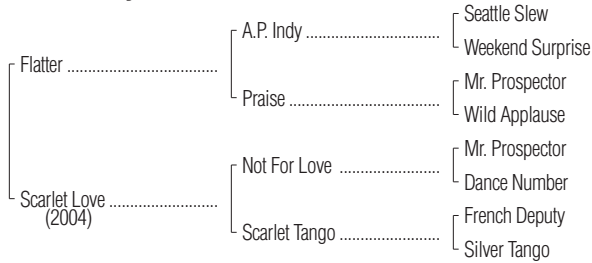 Seattle Slew
A.P. Indy ..............................
Weekend Surprise
Flatter ..................................
Mr. Prospector
Praise ..................................
Wild Applause
Mr. Prospector
Not For Love ......................
Dance Number
Scarlet Love ........................
(2004)
French Deputy
Scarlet Tango ......................
Silver Tango